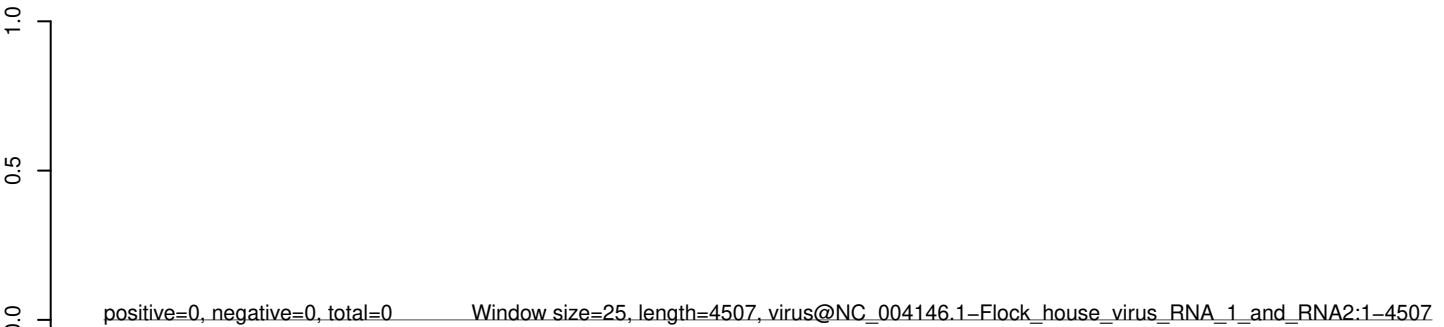 1.0
0.5
0.0
positive=0, negative=0, total=0 Window size=25, length=4507, virus@NC_004146.1−Flock_house_virus_RNA_1_and_RNA2:1−4507